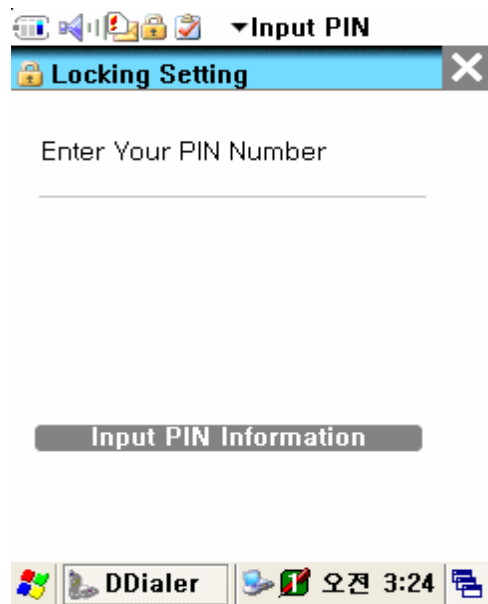 Input PIN
Locking Setting
Enter Your PIN Number
Input PIN Information
DDialer 오전 3:24